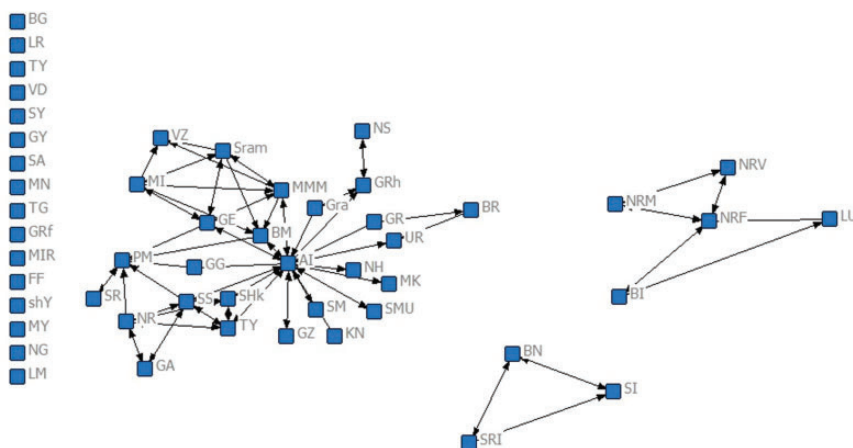 BG
LR
TY
VD
SY
GY
SA
MN
TG
GRf
MIR
FF
shY
MY
NG
LM
VZ
Sram
NS
MI
MMM
GRh
Gra
GE
BM
GR
BR
UR
PM
GG
AI
NH
MK
SR
SS
SHk
NR
SM
SMU
TY
GZ
KN
GA
NRV
NRM
NRF
LU
BI
BN
SI
SRI